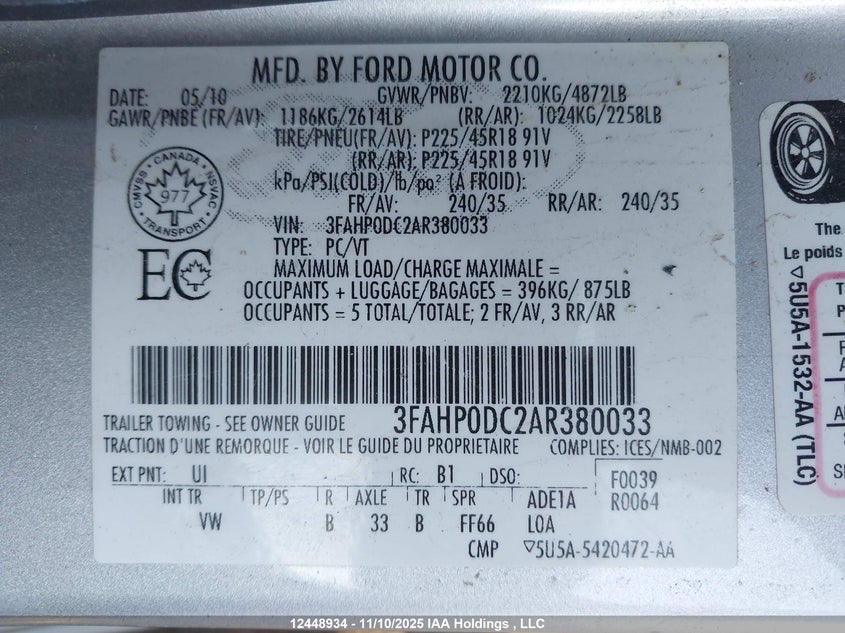 MFD. BY FORD MOTOR CO.
DATE: 05/10 GVWR/PNBV: 2210KG/4872LB
GAWR/PNBE (FR/AV): 1186KG/2614LB (RR/AR): 1024KG/2258LB
TIRE/PNEU(FR/AV): P225/45R18 91V
(RR/AR): P225/45R18 91V
kPa/PSI(COLD)/lb/po² (A FROID):
FR/AV: 240/35 RR/AR: 240/35
VIN: 3FAHP0DC2AR380033
TYPE: PC/VT
MAXIMUM LOAD/CHARGE MAXIMALE =
OCCUPANTS + LUGGAGE/BAGAGES = 396KG/ 875LB
OCCUPANTS = 5 TOTAL/TOTALE; 2 FR/AV, 3 RR/AR
CANADA
CMVSS 977 NSVAC
TRANSPORT
EC
3FAHP0DC2AR380033
TRAILER TOWING - SEE OWNER GUIDE
TRACTION D'UNE REMORQUE - VOIR LE GUIDE DU PROPRIETAIRE COMPLIES: ICES/NMB-002
EXT PNT: UI RC: B1 DSO: F0039
INT TR TP/PS R AXLE TR SPR ADE1A R0064
VW B 33 B FF66 LOA
CMP ▽5U5A-5420472-AA
The
Le poids
▽5U5A-1532-AA (TLC)
12448934 - 11/10/2025 IAA Holdings , LLC